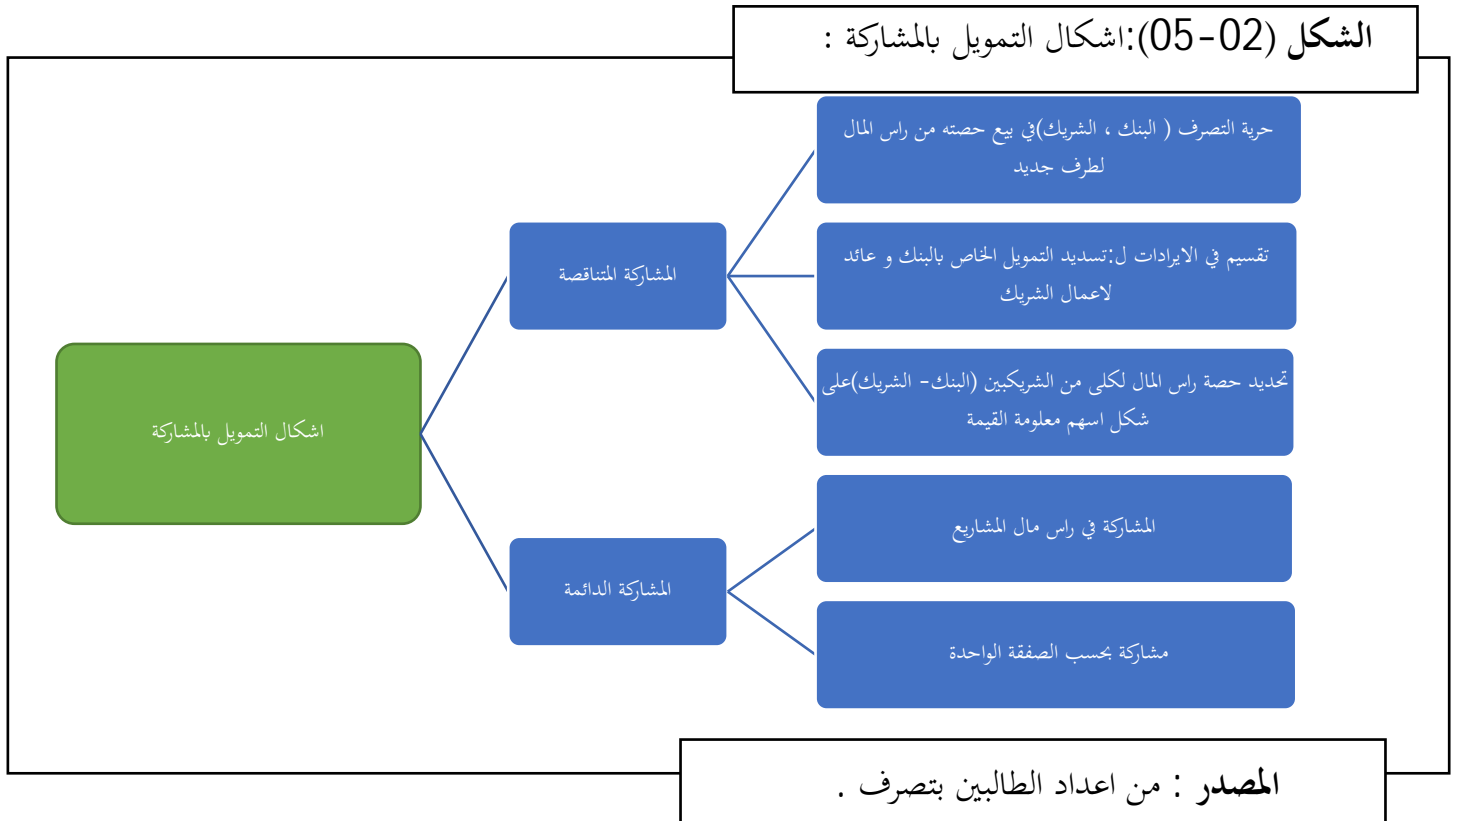 الشكل (02-05):اشكال التمويل بالمشاركة :
حرية التصرف ( البنك ، الشريك)في بيع حصته من راس المال
لطرف جديد
المشاركة المتناقصة
تقسيم في الايرادات ل:تسديد التمويل الخاص بالبنك و عائد
لاعمال الشريك
تحديد حصة راس المال لكلى من الشريكبين (البنك- الشريك)على
شكل اسهم معلومة القيمة
اشكال التمويل بالمشاركة
المشاركة في راس مال المشاريع
المشاركة الدائمة
مشاركة بحسب الصفقة الواحدة
المصدر : من اعداد الطالبين بتصرف .